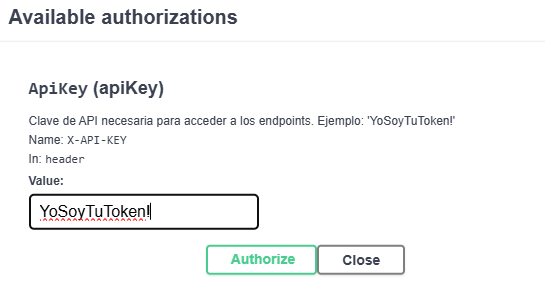 Available authorizations
ApiKey (apiKey)
Clave de API necesaria para acceder a los endpoints. Ejemplo: 'YoSoyTuToken!'
Name: X-API-KEY
In: header
Value:
YoSoyTuToken!
Authorize Close